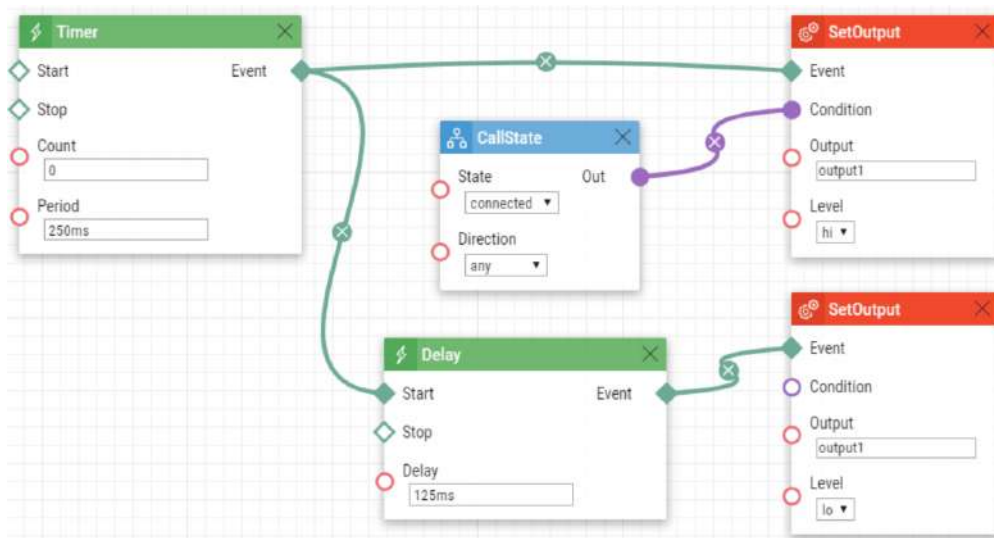 Timer
Start Event
Stop
Count
0
Period
250ms
CallState
State Out
connected
Direction
any
Delay
Start Event
Stop
Delay
125ms
SetOutput
Event
Condition
Output
output1
Level
hi
SetOutput
Event
Condition
Output
output1
Level
lo